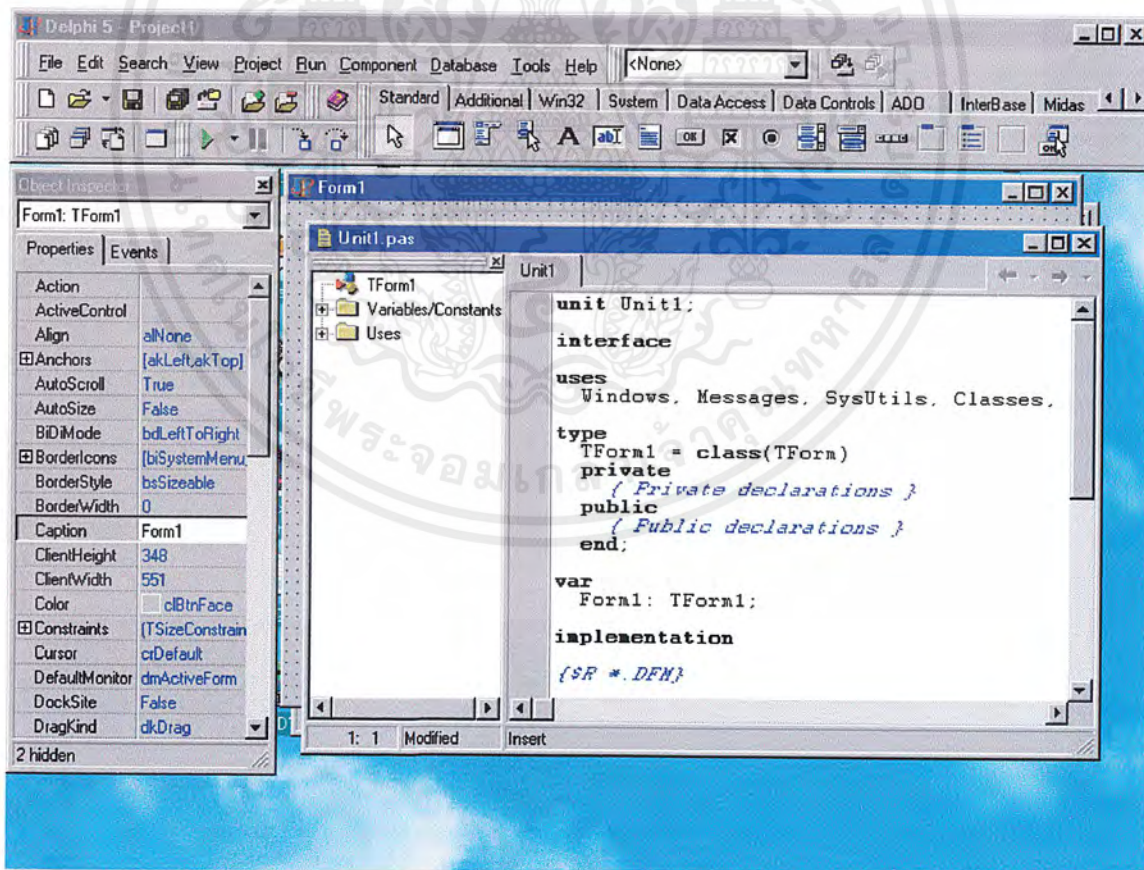 Delphi 5 - Project1
File Edit Search View Project Run Component Database Tools Help <None>
Standard Additional Win32 System Data Access Data Controls ADO InterBase Midas
Object Inspector
Form1: TForm1
Properties Events
Action
ActiveControl
Align alNone
Anchors [akLeft,akTop]
AutoScroll True
AutoSize False
BiDiMode bdLeftToRight
BorderIcons [biSystemMenu,
BorderStyle bsSizeable
BorderWidth 0
Caption Form1
ClientHeight 348
ClientWidth 551
Color clBtnFace
Constraints (TSizeConstrain
Cursor crDefault
DefaultMonitor dmActiveForm
DockSite False
DragKind dkDrag
2 hidden
Form1
Unit1.pas
TForm1
Variables/Constants
Uses
Unit1
unit Unit1;
interface
uses
Windows, Messages, SysUtils, Classes,
type
TForm1 = class(TForm)
private
{ Private declarations }
public
{ Public declarations }
end;
var
Form1: TForm1;
implementation
{$R *.DFM}
1: 1 Modified Insert